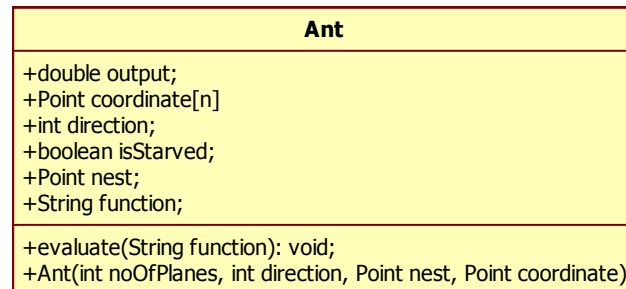 Ant
+double output;
+Point coordinate[n]
+int direction;
+boolean isStarved;
+Point nest;
+String function;
+evaluate(String function): void;
+Ant(int noOfPlanes, int direction, Point nest, Point coordinate)